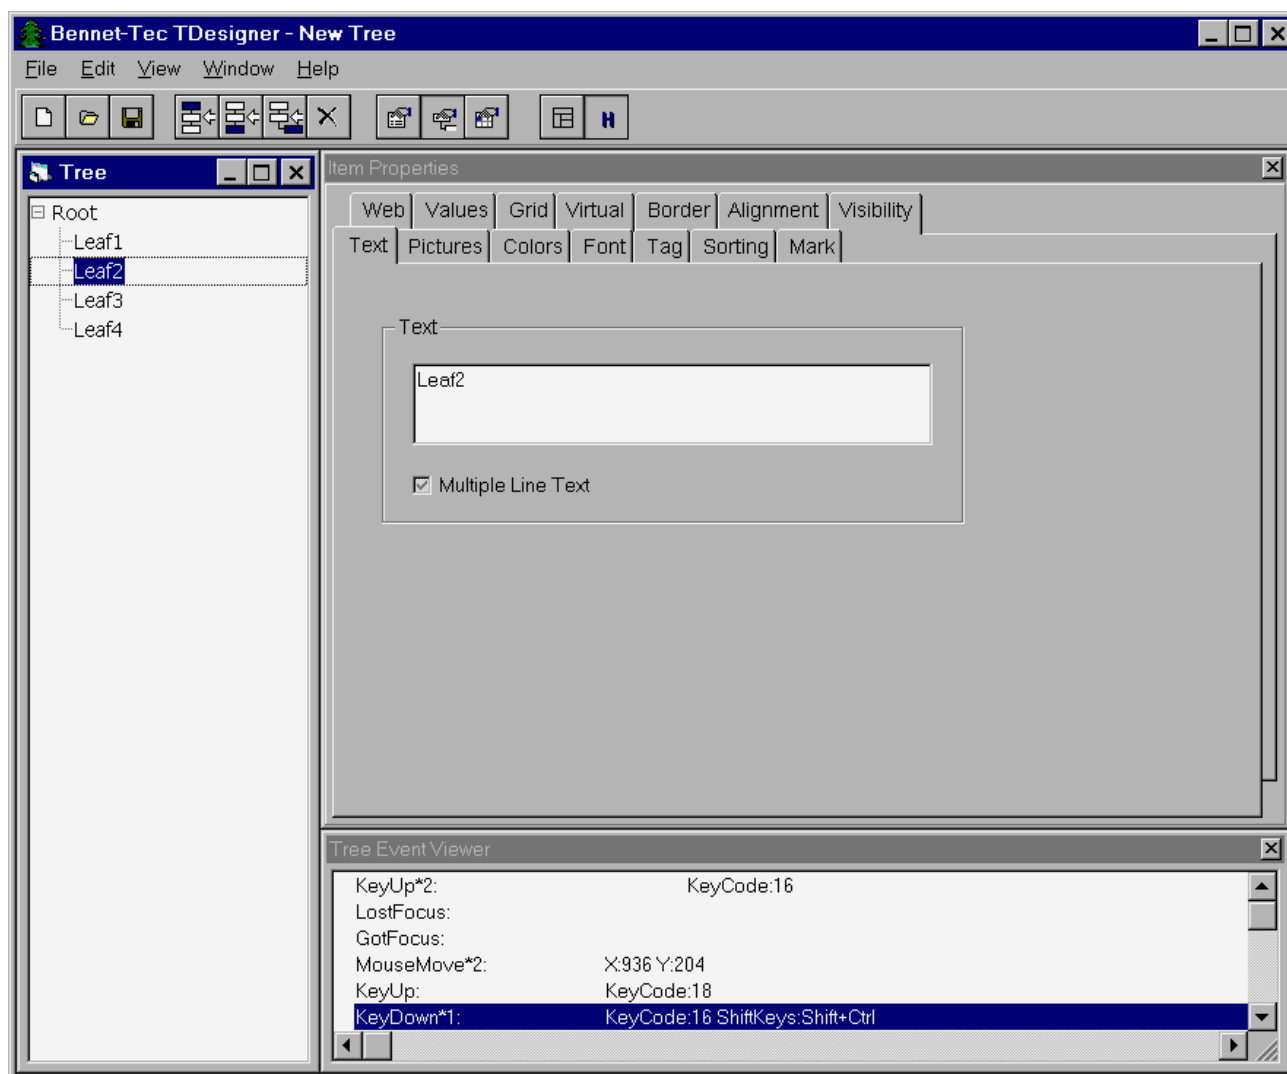 Bennet-Tec TDesigner - New Tree
File Edit View Window Help
H
Tree
Root
Leaf1
Leaf2
Leaf3
Leaf4
Item Properties
Web Values Grid Virtual Border Alignment Visibility
Text Pictures Colors Font Tag Sorting Mark
Text
Leaf2
Multiple Line Text
Tree Event Viewer
KeyUp*2: KeyCode:16
LostFocus:
GotFocus:
MouseMove*2: X:936 Y:204
KeyUp: KeyCode:18
KeyDown*1: KeyCode:16 ShiftKeys:Shift+Ctrl